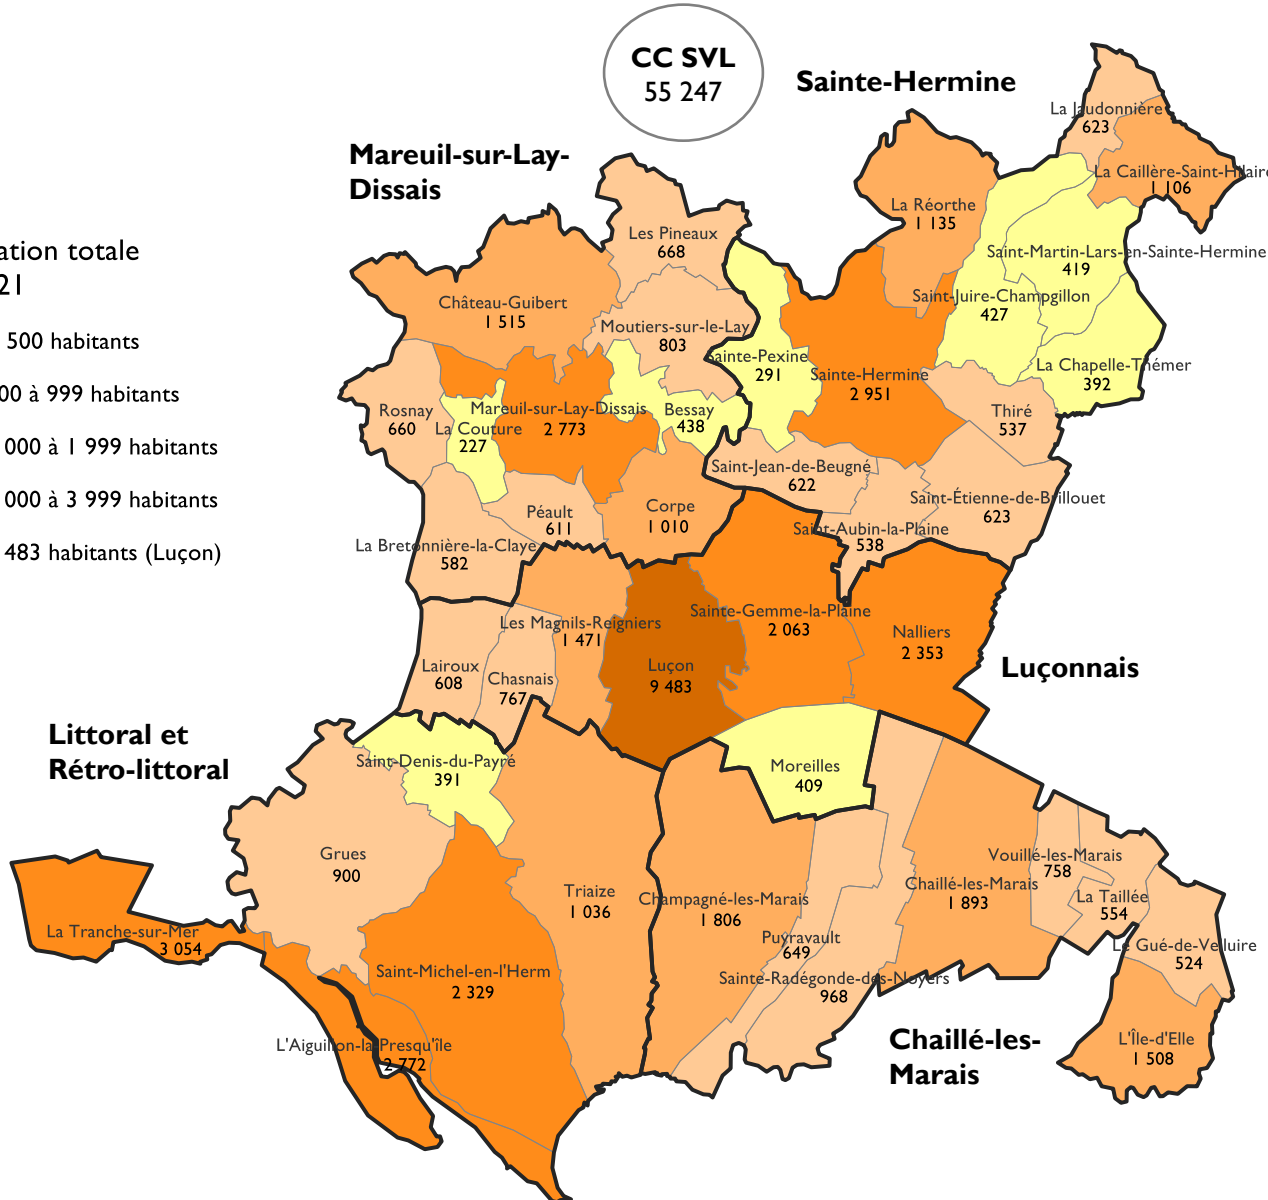 CC SVL
55 247
Sainte-Hermine
Mareuil-sur-Lay-
Dissais
ation totale
21
500 habitants
00 à 999 habitants
000 à 1 999 habitants
000 à 3 999 habitants
483 habitants (Luçon)
La Jaudonnière
623
La Caillère-Saint-Hilaire
1 106
La Réorthe
1 135
Les Pineaux
668
Saint-Martin-Lars-en-Sainte-Hermine
419
Château-Guibert
1 515
Saint-Juire-Champgillon
427
Moutiers-sur-le-Lay
803
Sainte-Pexine
291
La Chapelle-Thémer
392
Sainte-Hermine
2 951
Rosnay
660
La Couture
227
Mareuil-sur-Lay-Dissais
2 773
Bessay
438
Thiré
537
Saint-Jean-de-Beugné
622
Saint-Étienne-de-Brillouet
623
Péault
611
Corpe
1 010
Saint-Aubin-la-Plaine
538
La Bretonnière-la-Claye
582
Les Magnils-Reigniers
1 471
Sainte-Gemme-la-Plaine
2 063
Nalliers
2 353
Lairoux
608
Chasnais
767
Luçon
9 483
Luçonnais
Littoral et
Rétro-littoral
Saint-Denis-du-Payré
391
Moreilles
409
Grues
900
Vouillé-les-Marais
758
Triaize
1 036
Champagné-les-Marais
1 806
Chaillé-les-Marais
1 893
La Taillée
554
La Tranche-sur-Mer
3 054
Puyravault
649
Le Gué-de-Velluire
524
Saint-Michel-en-l'Herm
2 329
Sainte-Radégonde-des-Noyers
968
L'Aiguillon-la-Presqu'île
2 772
Chaillé-les-
Marais
L'Île-d'Elle
1 508